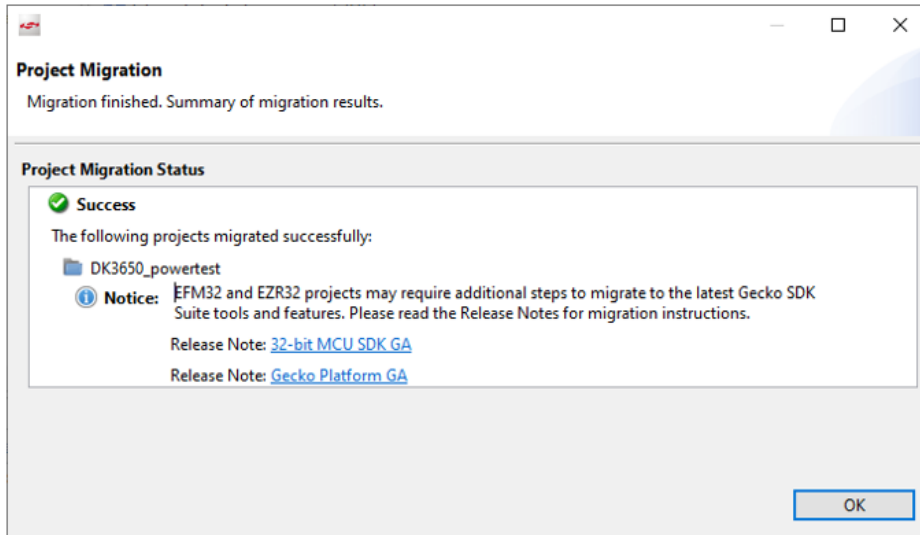 Project Migration
Migration finished. Summary of migration results.
Project Migration Status
Success
The following projects migrated successfully:
DK3650_powertest
Notice: EFM32 and EZR32 projects may require additional steps to migrate to the latest Gecko SDK
Suite tools and features. Please read the Release Notes for migration instructions.
Release Note: 32-bit MCU SDK GA
Release Note: Gecko Platform GA
OK